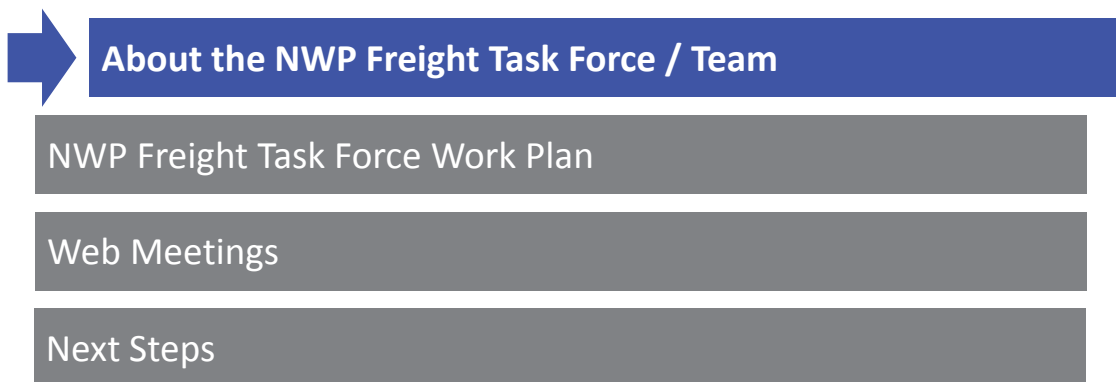 About the NWP Freight Task Force / Team
NWP Freight Task Force Work Plan
Web Meetings
Next Steps